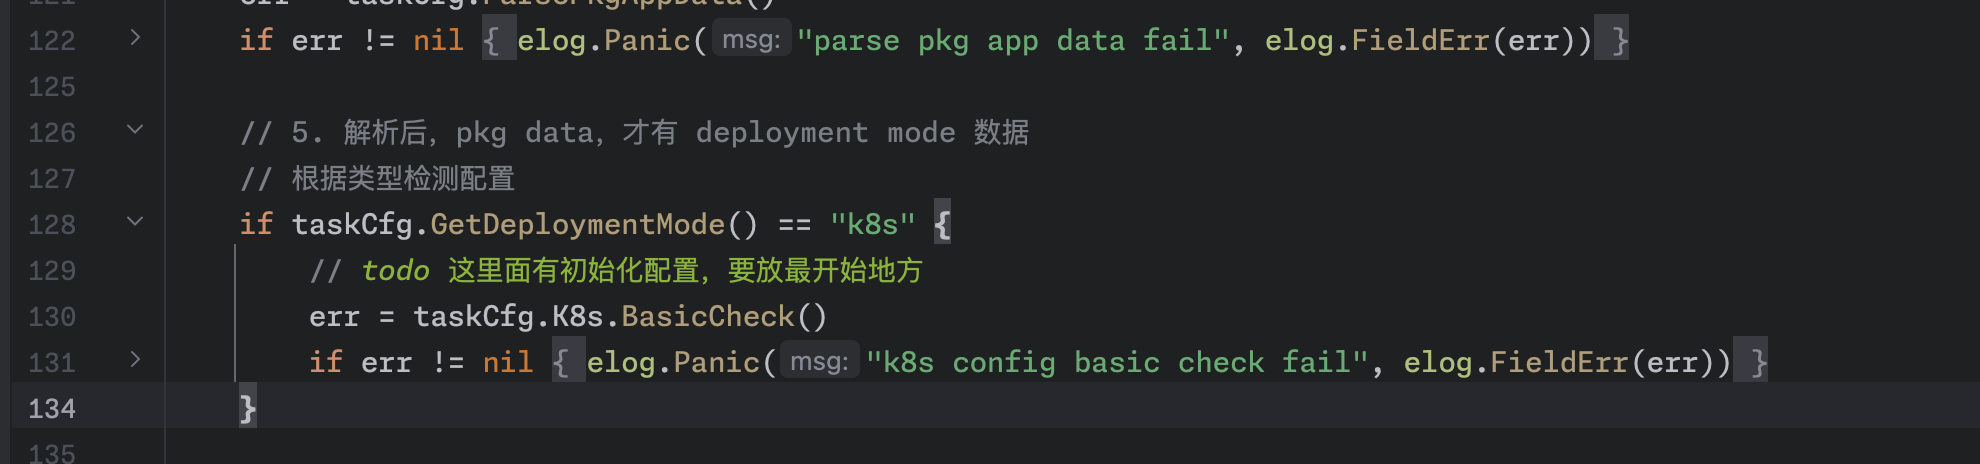 121 err = taskCfg.ParsePkgAppData()
122 if err != nil { elog.Panic( msg: "parse pkg app data fail", elog.FieldErr(err)) }
125
126 // 5. 解析后，pkg data，才有 deployment mode 数据
127 // 根据类型检测配置
128 if taskCfg.GetDeploymentMode() == "k8s" {
129 // todo 这里面有初始化配置，要放最开始地方
130 err = taskCfg.K8s.BasicCheck()
131 if err != nil { elog.Panic( msg: "k8s config basic check fail", elog.FieldErr(err)) }
134 }
135